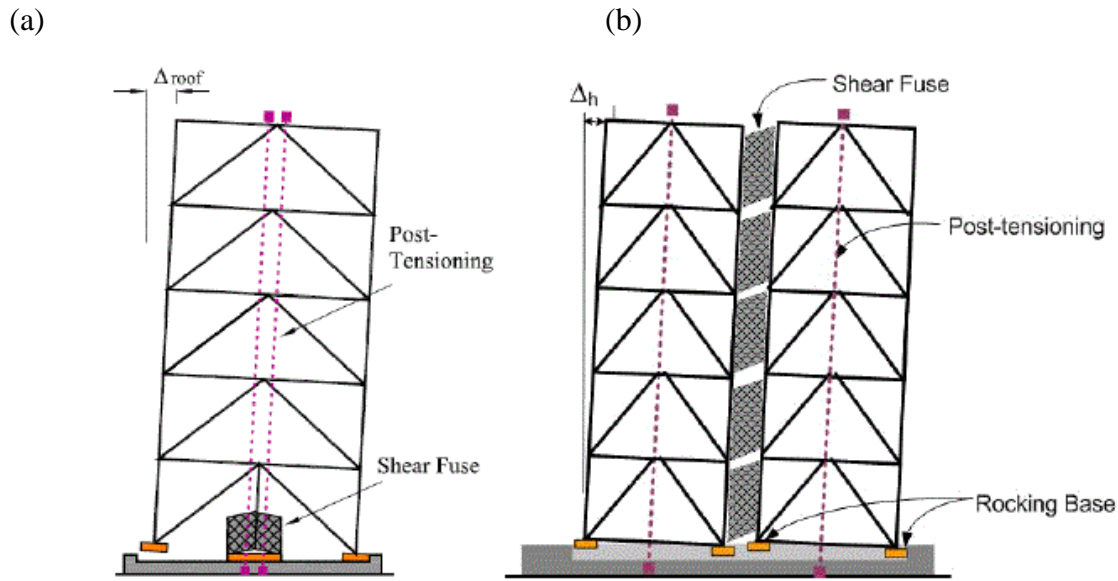 (a)
(b)
Δroof
Post-
Tensioning
Shear Fuse
Δh
Shear Fuse
Post-tensioning
Rocking Base